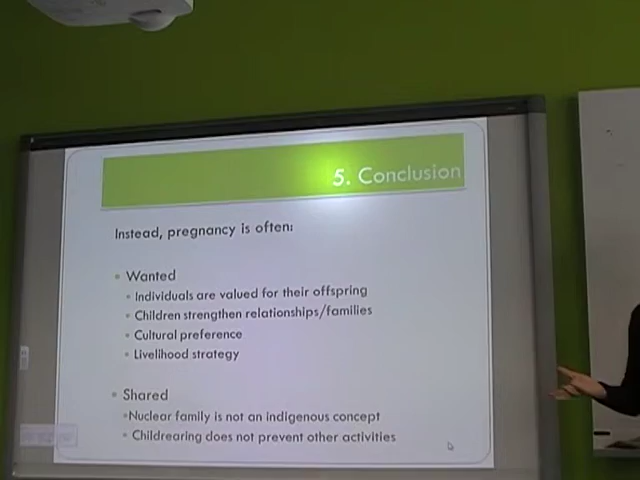 5. Conclusion
Instead, pregnancy is often:
Wanted
Individuals are valued for their offspring
Children strengthen relationships/families
Cultural preference
Livelihood strategy
Shared
Nuclear family is not an indigenous concept
Childrearing does not prevent other activities